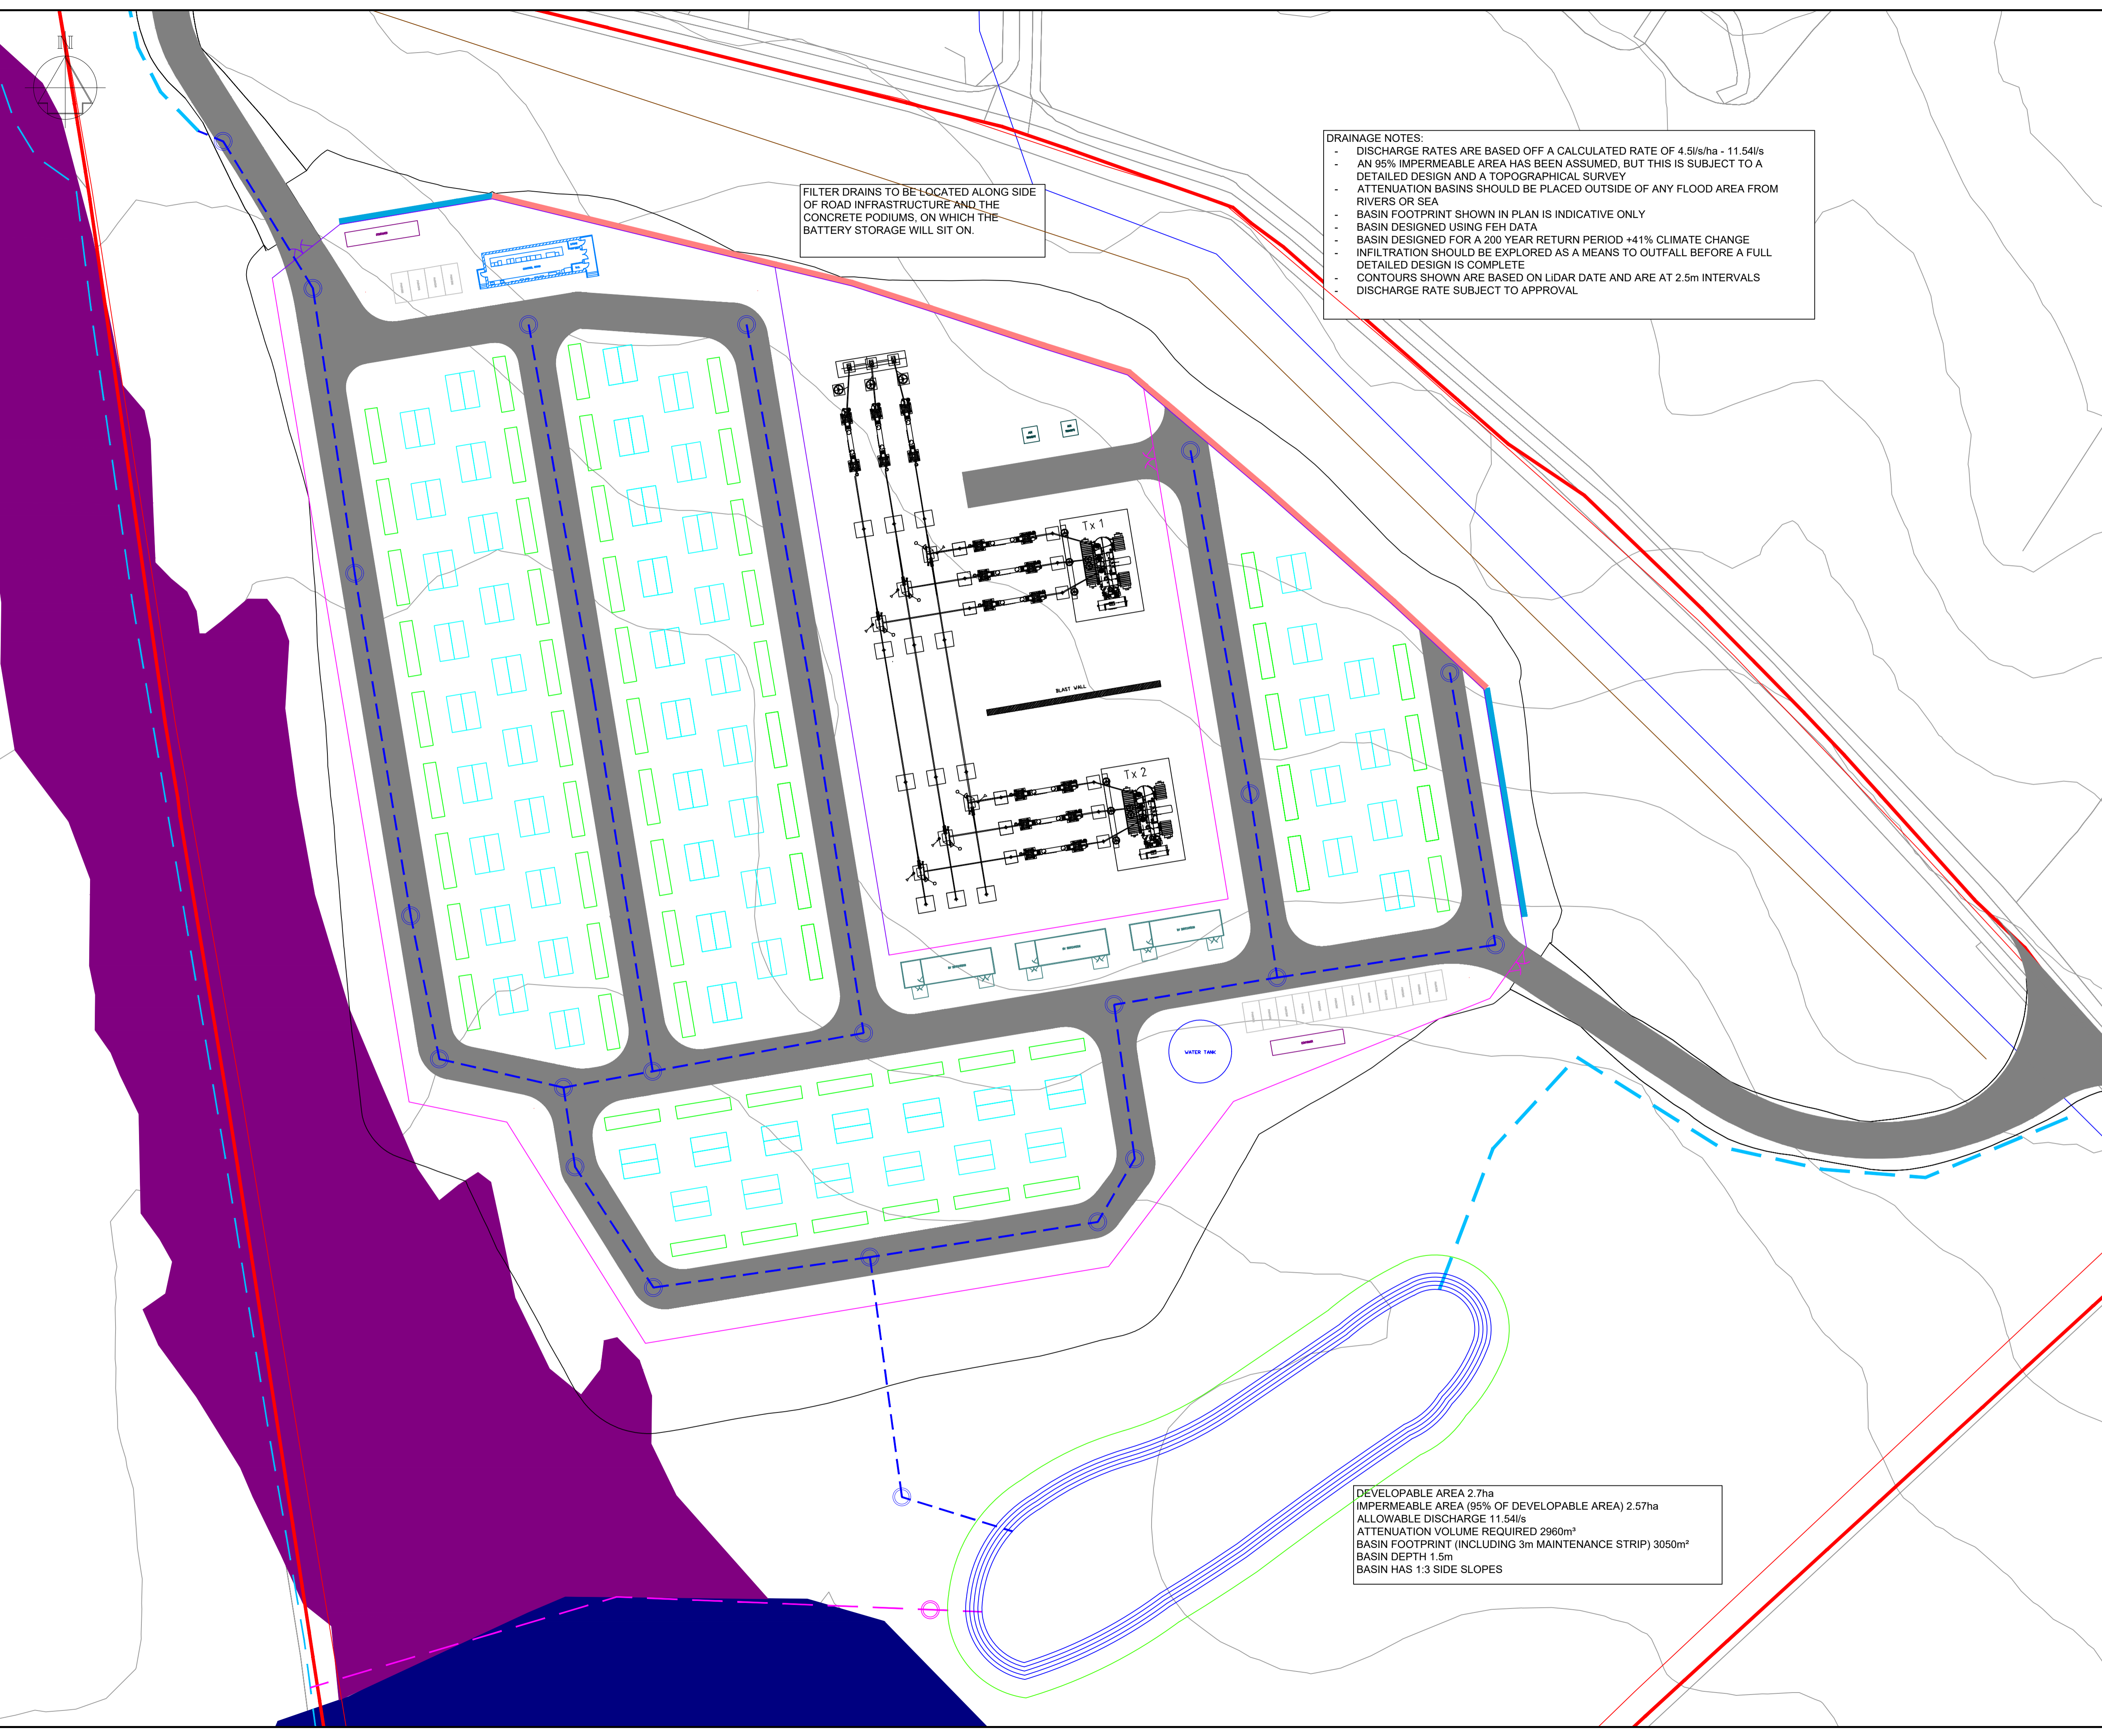 N
DRAINAGE NOTES:
- DISCHARGE RATES ARE BASED OFF A CALCULATED RATE OF 4.5l/s/ha - 11.54l/s
- AN 95% IMPERMEABLE AREA HAS BEEN ASSUMED, BUT THIS IS SUBJECT TO A
DETAILED DESIGN AND A TOPOGRAPHICAL SURVEY
- ATTENUATION BASINS SHOULD BE PLACED OUTSIDE OF ANY FLOOD AREA FROM
RIVERS OR SEA
- BASIN FOOTPRINT SHOWN IN PLAN IS INDICATIVE ONLY
- BASIN DESIGNED USING FEH DATA
- BASIN DESIGNED FOR A 200 YEAR RETURN PERIOD +41% CLIMATE CHANGE
- INFILTRATION SHOULD BE EXPLORED AS A MEANS TO OUTFALL BEFORE A FULL
DETAILED DESIGN IS COMPLETE
- CONTOURS SHOWN ARE BASED ON LiDAR DATE AND ARE AT 2.5m INTERVALS
- DISCHARGE RATE SUBJECT TO APPROVAL
FILTER DRAINS TO BE LOCATED ALONG SIDE
OF ROAD INFRASTRUCTURE AND THE
CONCRETE PODIUMS, ON WHICH THE
BATTERY STORAGE WILL SIT ON.
Tx 1
BLAST WALL
Tx 2
WATER TANK
DEVELOPABLE AREA 2.7ha
IMPERMEABLE AREA (95% OF DEVELOPABLE AREA) 2.57ha
ALLOWABLE DISCHARGE 11.54l/s
ATTENUATION VOLUME REQUIRED 2960m³
BASIN FOOTPRINT (INCLUDING 3m MAINTENANCE STRIP) 3050m²
BASIN DEPTH 1.5m
BASIN HAS 1:3 SIDE SLOPES